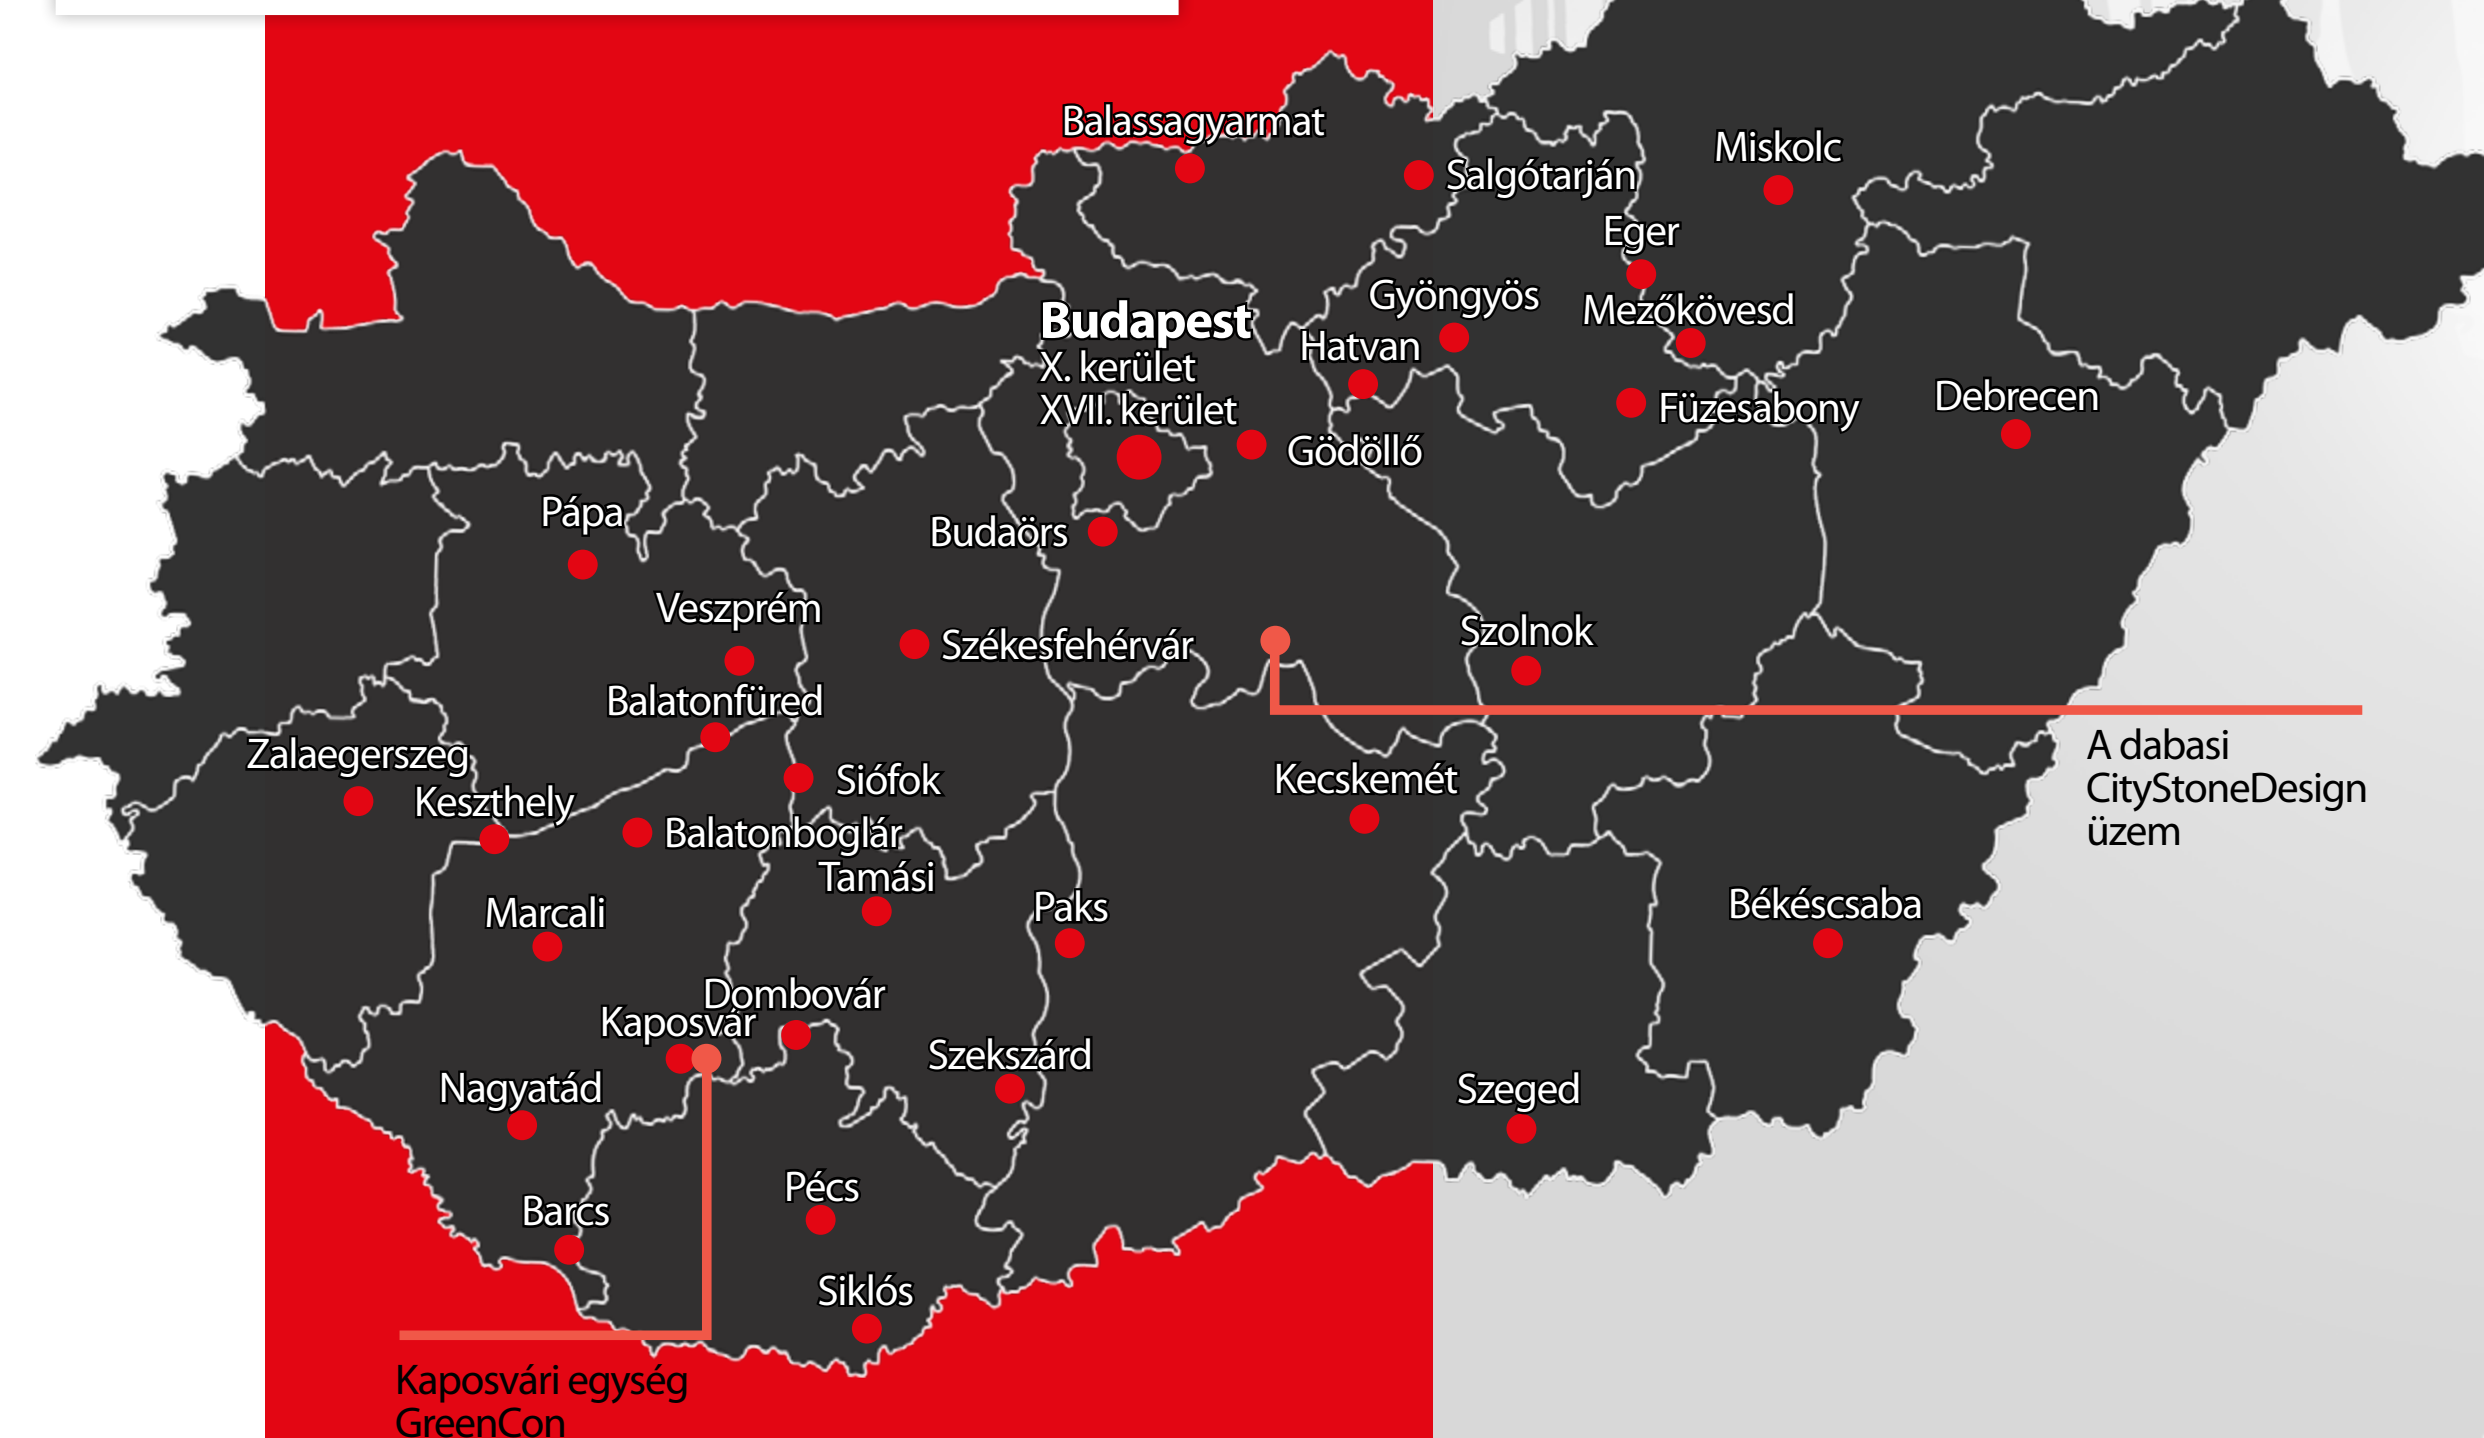 Balassagyarmat
Salgótarján
Miskolc
Eger
Gyöngyös
Mezőkövesd
Budapest
X. kerület
XVII. kerület
Hatvan
Füzesabony
Debrecen
Gödöllő
Pápa
Budaörs
Veszprém
Székesfehérvár
Szolnok
Balatonfüred
Zalaegerszeg
Keszthely
Siófok
Kecskemét
A dabasi
CityStoneDesign
üzem
Balatonboglár
Tamási
Marcali
Paks
Békéscsaba
Dombovár
Kaposvár
Szekszárd
Nagyatád
Szeged
Pécs
Barcs
Siklós
Kaposvári egység
GreenCon